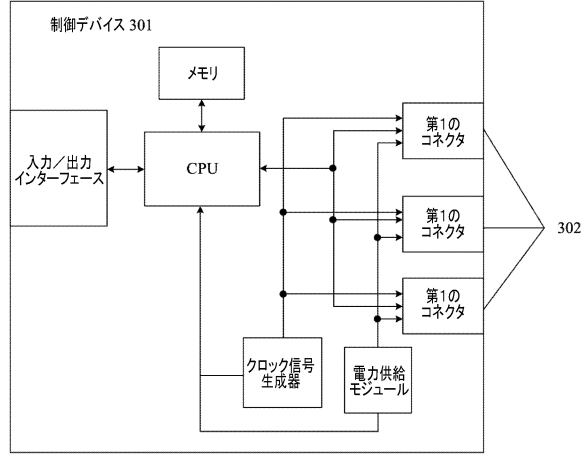 制御デバイス 301
メモリ
入力／出力
インターフェース
CPU
第1の
コネクタ
第1の
コネクタ
302
第1の
コネクタ
クロック信号
生成器
電力供給
モジュール